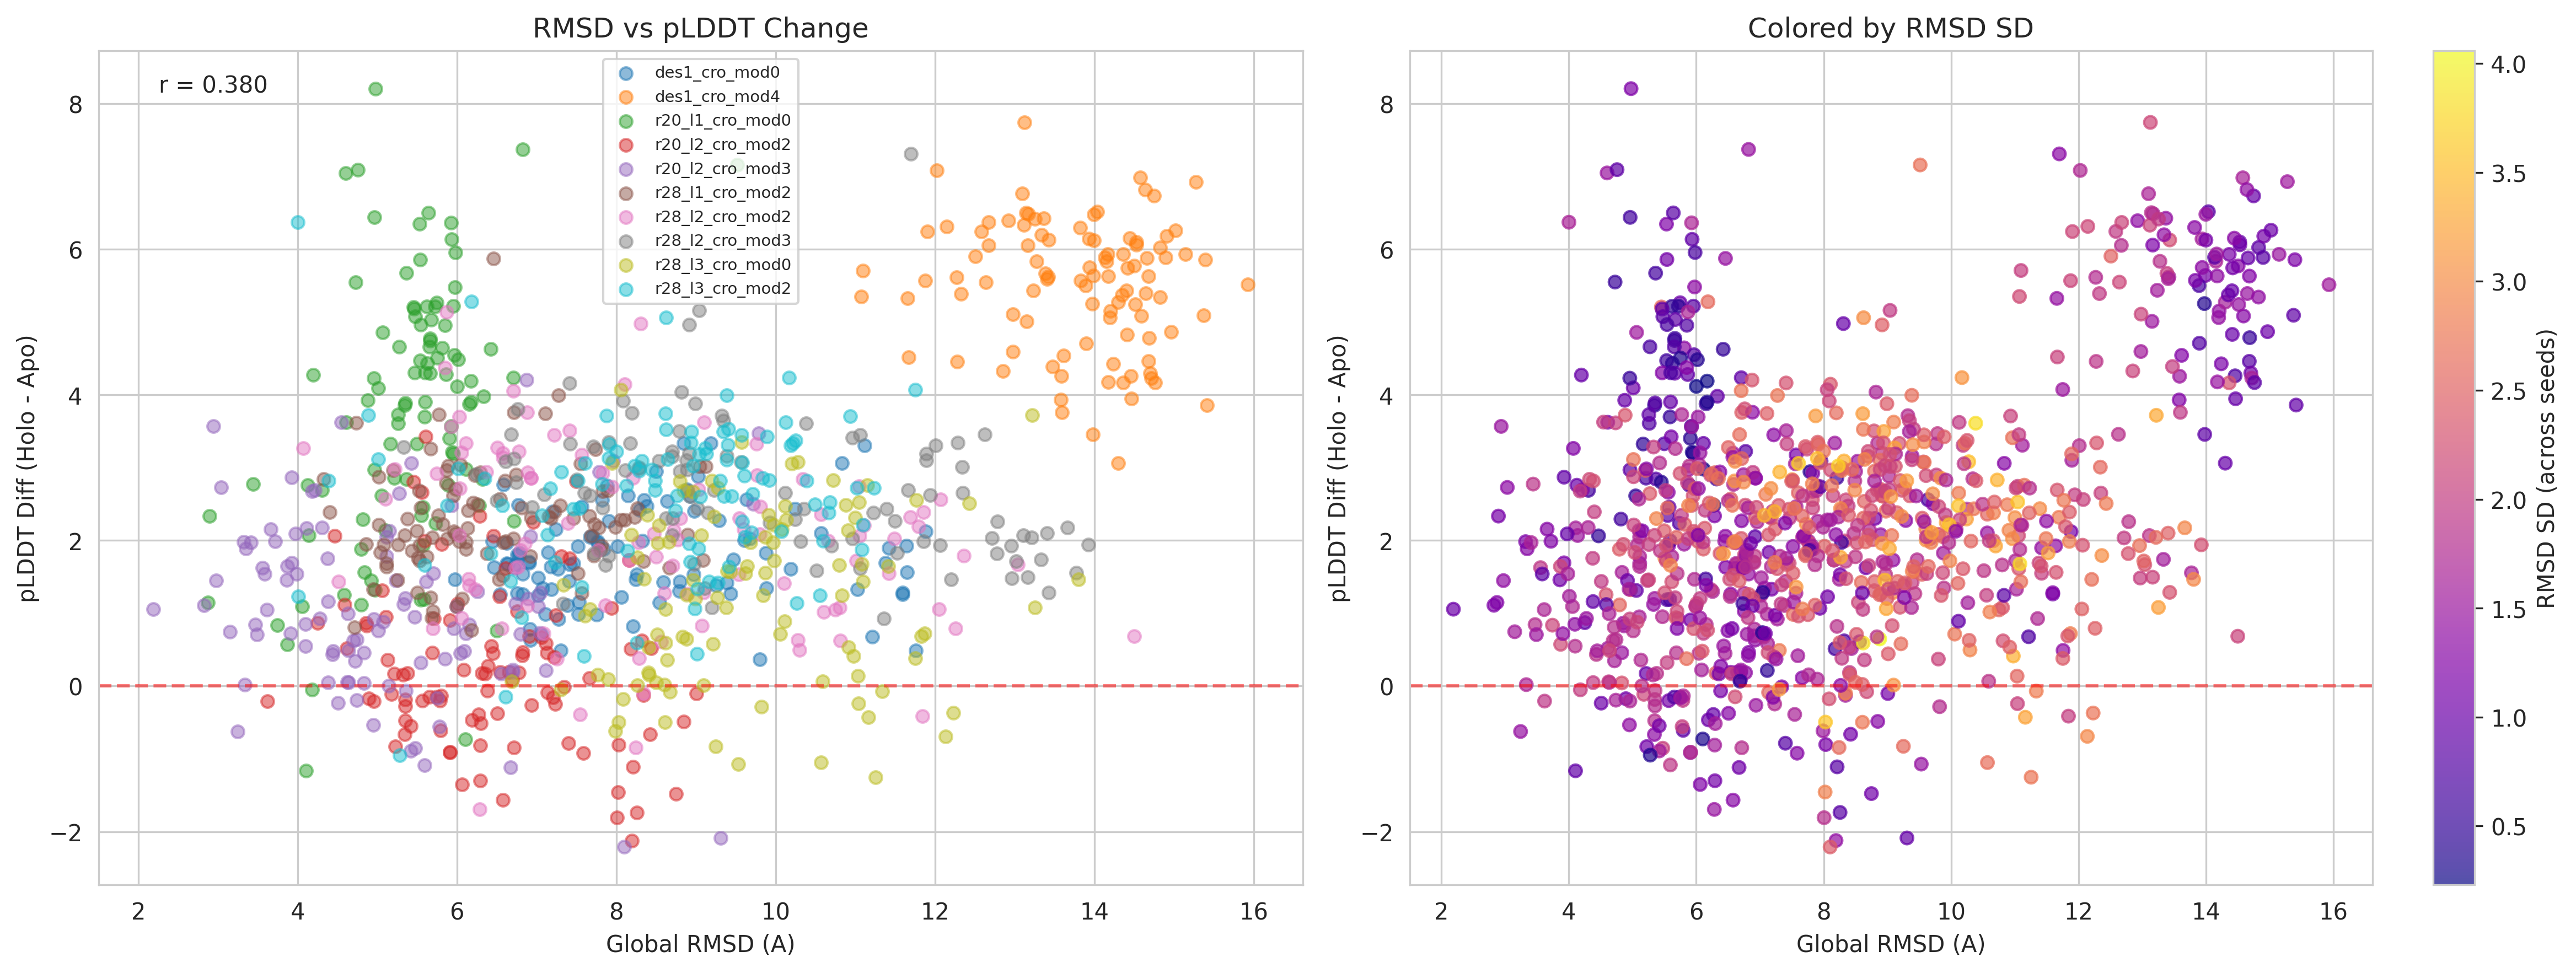 RMSD vs pLDDT Change
r = 0.380
des1_cro_mod0
des1_cro_mod4
r20_l1_cro_mod0
r20_l2_cro_mod2
r20_l2_cro_mod3
r28_l1_cro_mod2
r28_l2_cro_mod2
r28_l2_cro_mod3
r28_l3_cro_mod0
r28_l3_cro_mod2
pLDDT Diff (Holo - Apo)
8
6
4
2
0
−2
2 4 6 8 10 12 14 16
Global RMSD (A)
Colored by RMSD SD
pLDDT Diff (Holo - Apo)
8
6
4
2
0
−2
2 4 6 8 10 12 14 16
Global RMSD (A)
4.0
3.5
3.0
2.5
2.0
1.5
1.0
0.5
RMSD SD (across seeds)